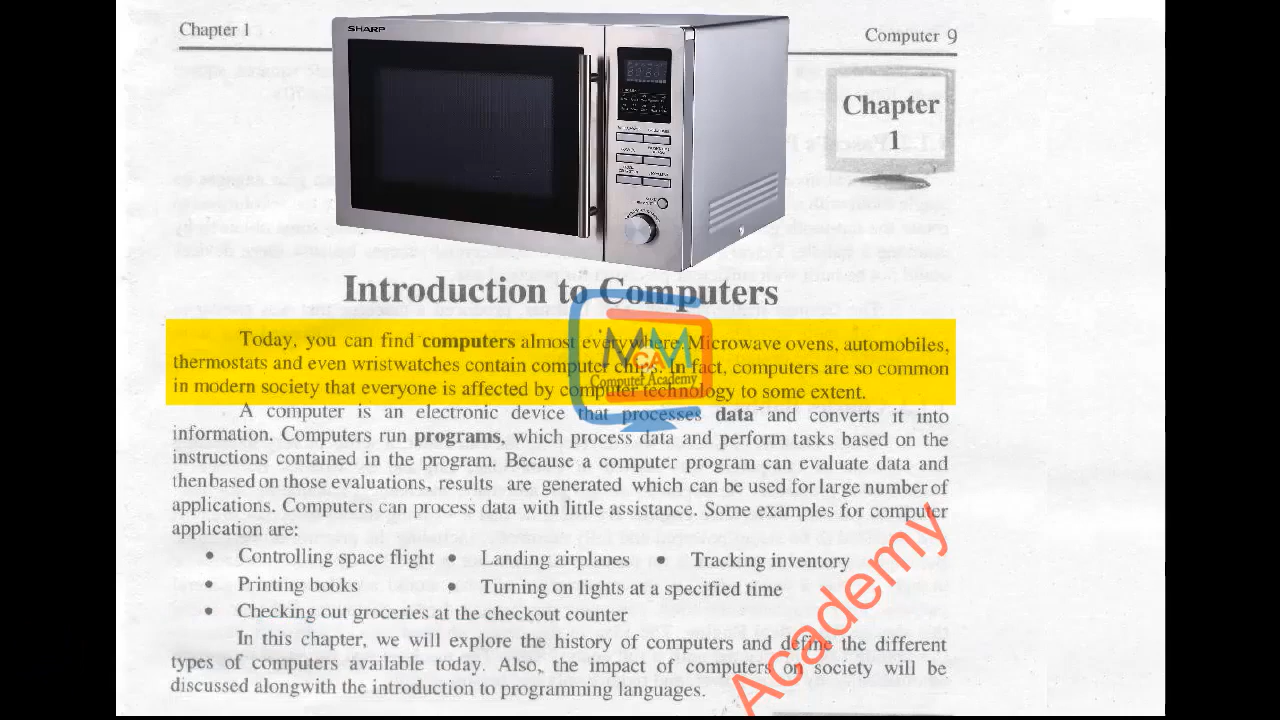 Chapter 1
Computer 9
SHARP
Chapter
1
Introduction to Computers
Today, you can find computers almost everywhere. Microwave ovens, automobiles,
thermostats and even wristwatches contain computer chips. In fact, computers are so common
in modern society that everyone is affected by computer technology to some extent.
MM
CA
Computer Academy
A computer is an electronic device that processes data and converts it into
information. Computers run programs, which process data and perform tasks based on the
instructions contained in the program. Because a computer program can evaluate data and
thenbased on those evaluations, results are generated which can be used for large number of
applications. Computers can process data with little assistance. Some examples for computer
application are:
• Controlling space flight • Landing airplanes • Tracking inventory
• Printing books • Turning on lights at a specified time
• Checking out groceries at the checkout counter
In this chapter, we will explore the history of computers and define the different
types of computers available today. Also, the impact of computers on society will be
discussed alongwith the introduction to programming languages.
Academy